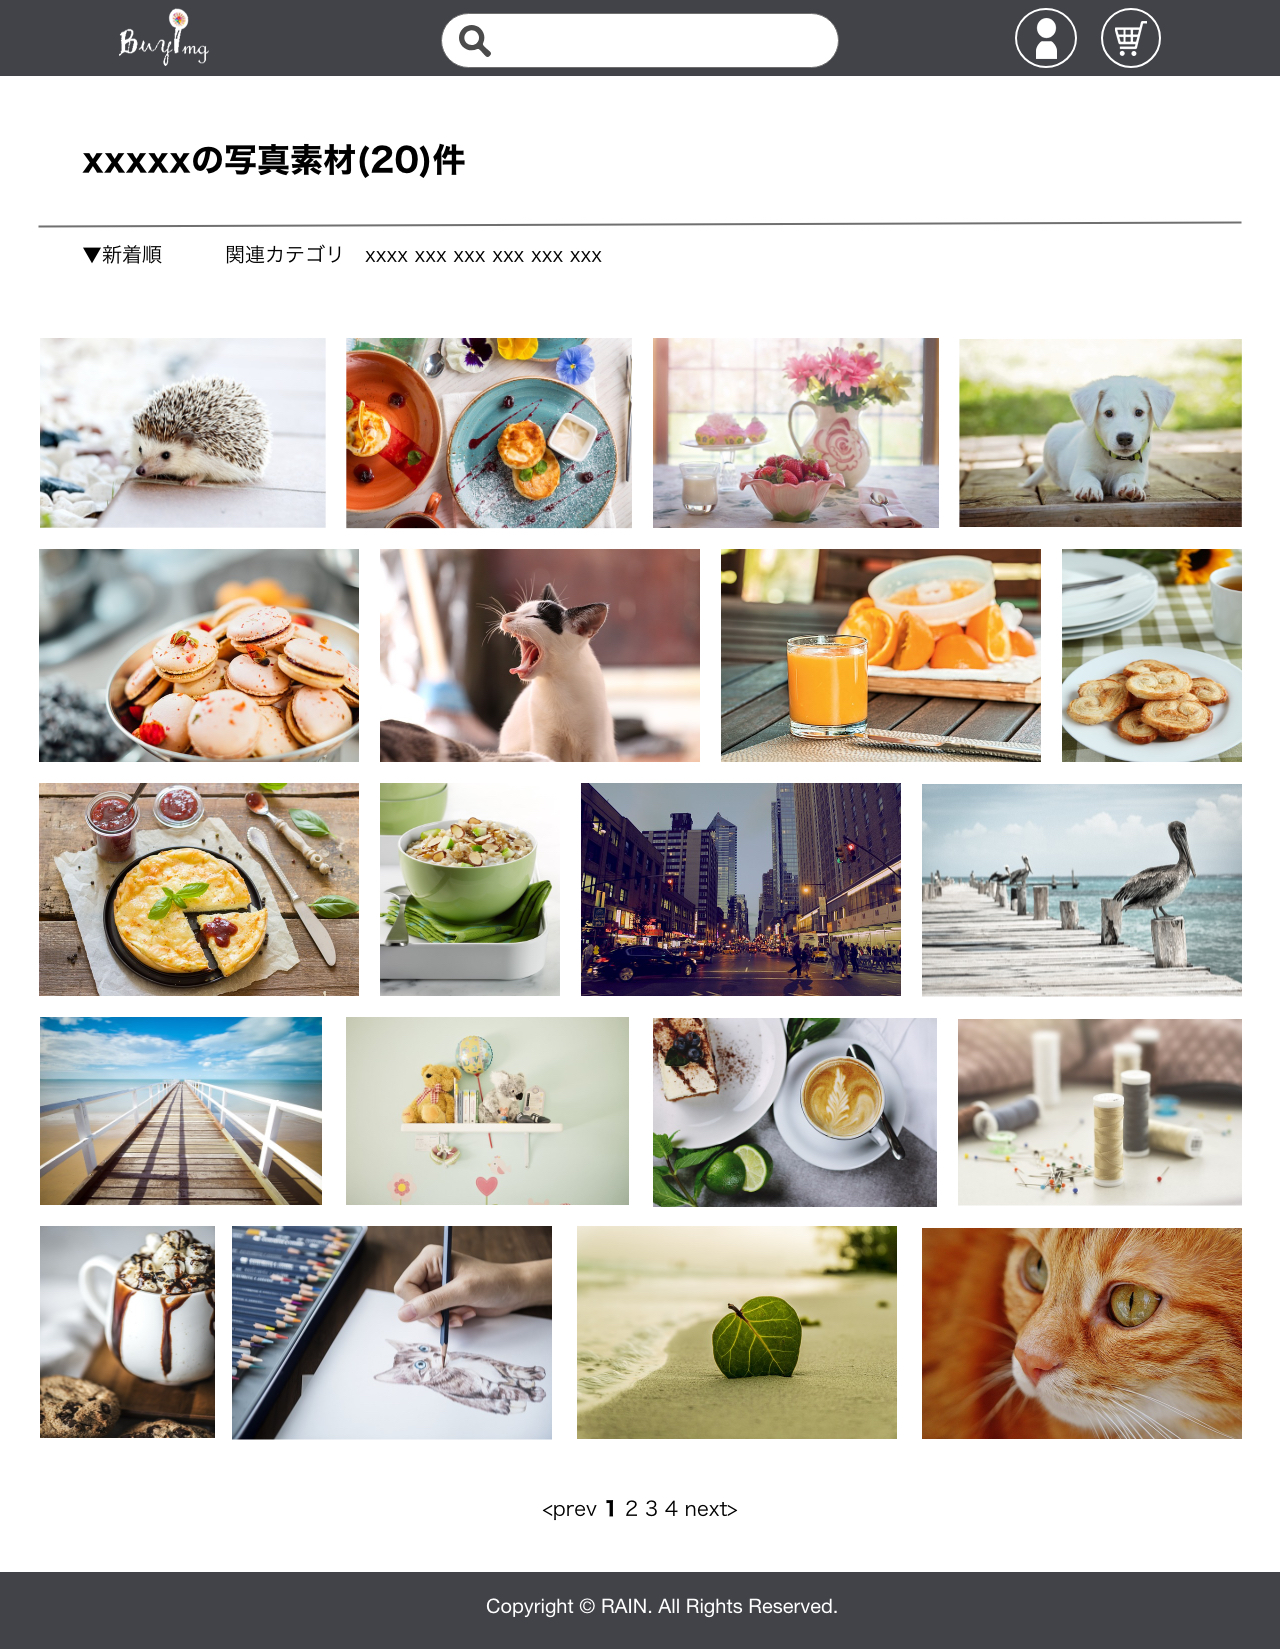 Buyimg
xxxxxの写真素材(20)件
▼新着順 関連カテゴリ xxxx xxx xxx xxx xxx xxx
<prev 1 2 3 4 next>
Copyright © RAIN. All Rights Reserved.